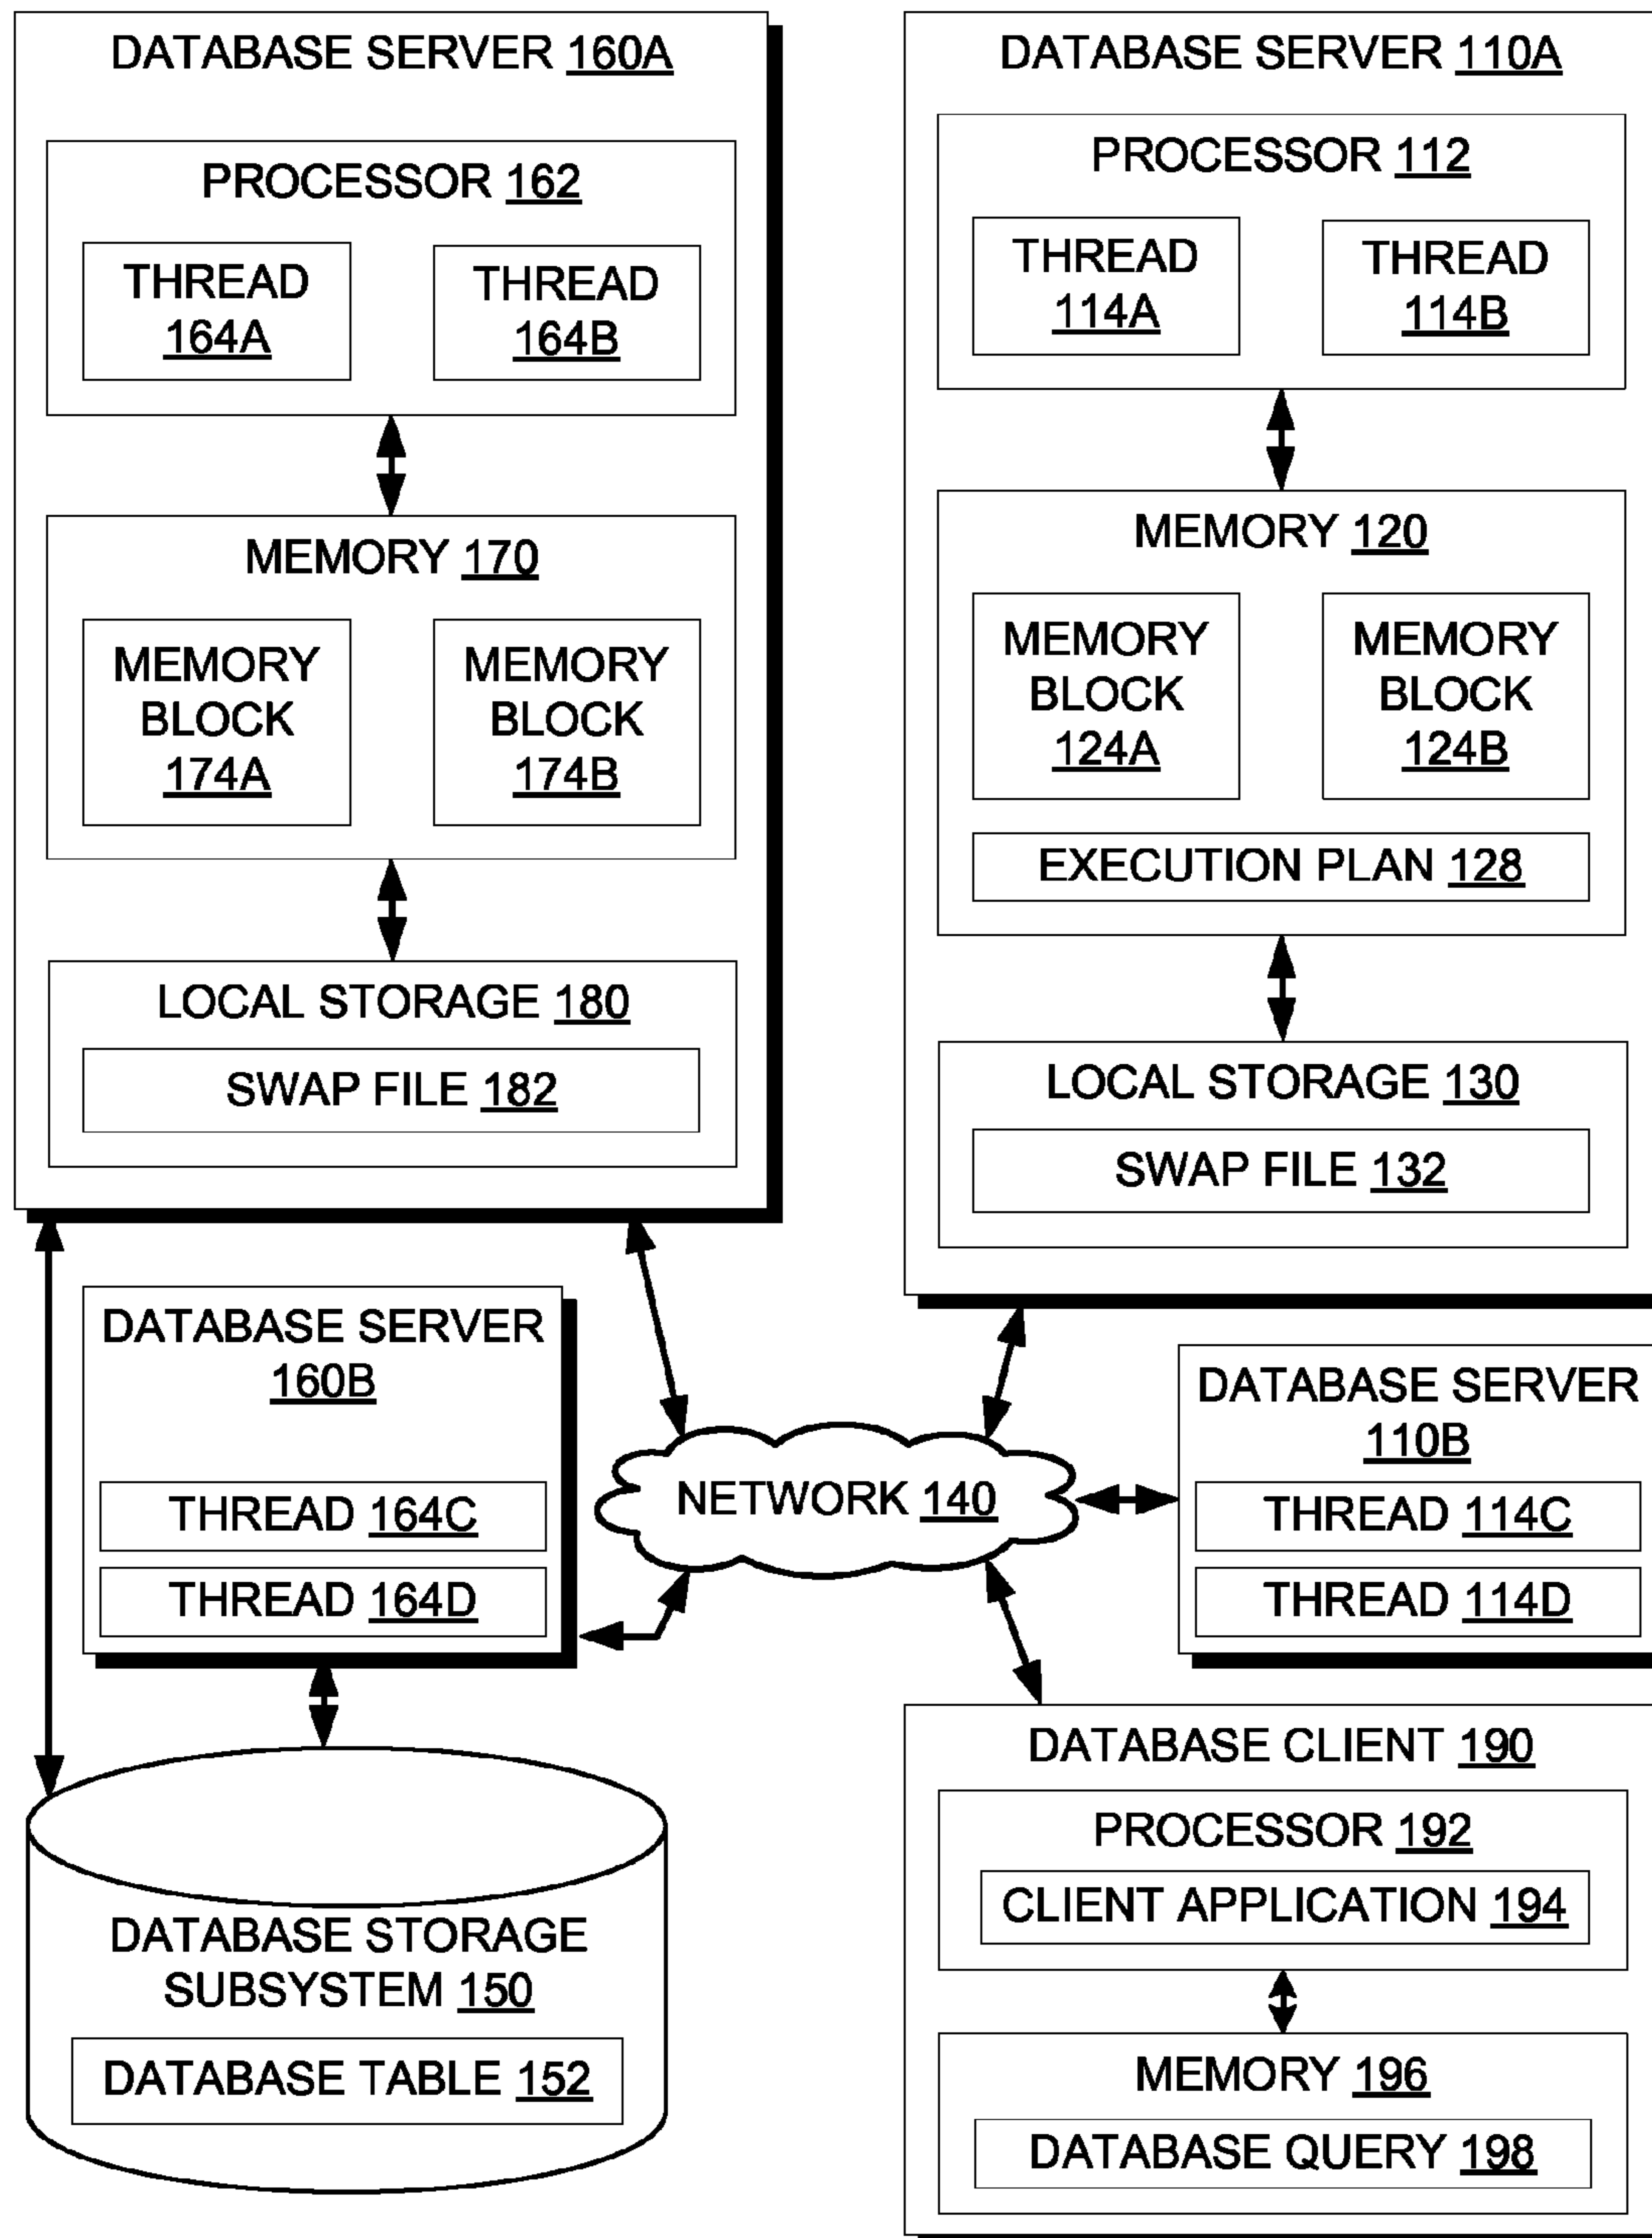 DATABASE SERVER 160A
PROCESSOR 162
THREAD
164A
THREAD
164B
MEMORY 170
MEMORY
BLOCK
174A
MEMORY
BLOCK
174B
LOCAL STORAGE 180
SWAP FILE 182
DATABASE SERVER 110A
PROCESSOR 112
THREAD
114A
THREAD
114B
MEMORY 120
MEMORY
BLOCK
124A
MEMORY
BLOCK
124B
EXECUTION PLAN 128
LOCAL STORAGE 130
SWAP FILE 132
DATABASE SERVER
160B
THREAD 164C
THREAD 164D
NETWORK 140
DATABASE SERVER
110B
THREAD 114C
THREAD 114D
DATABASE STORAGE
SUBSYSTEM 150
DATABASE TABLE 152
DATABASE CLIENT 190
PROCESSOR 192
CLIENT APPLICATION 194
MEMORY 196
DATABASE QUERY 198